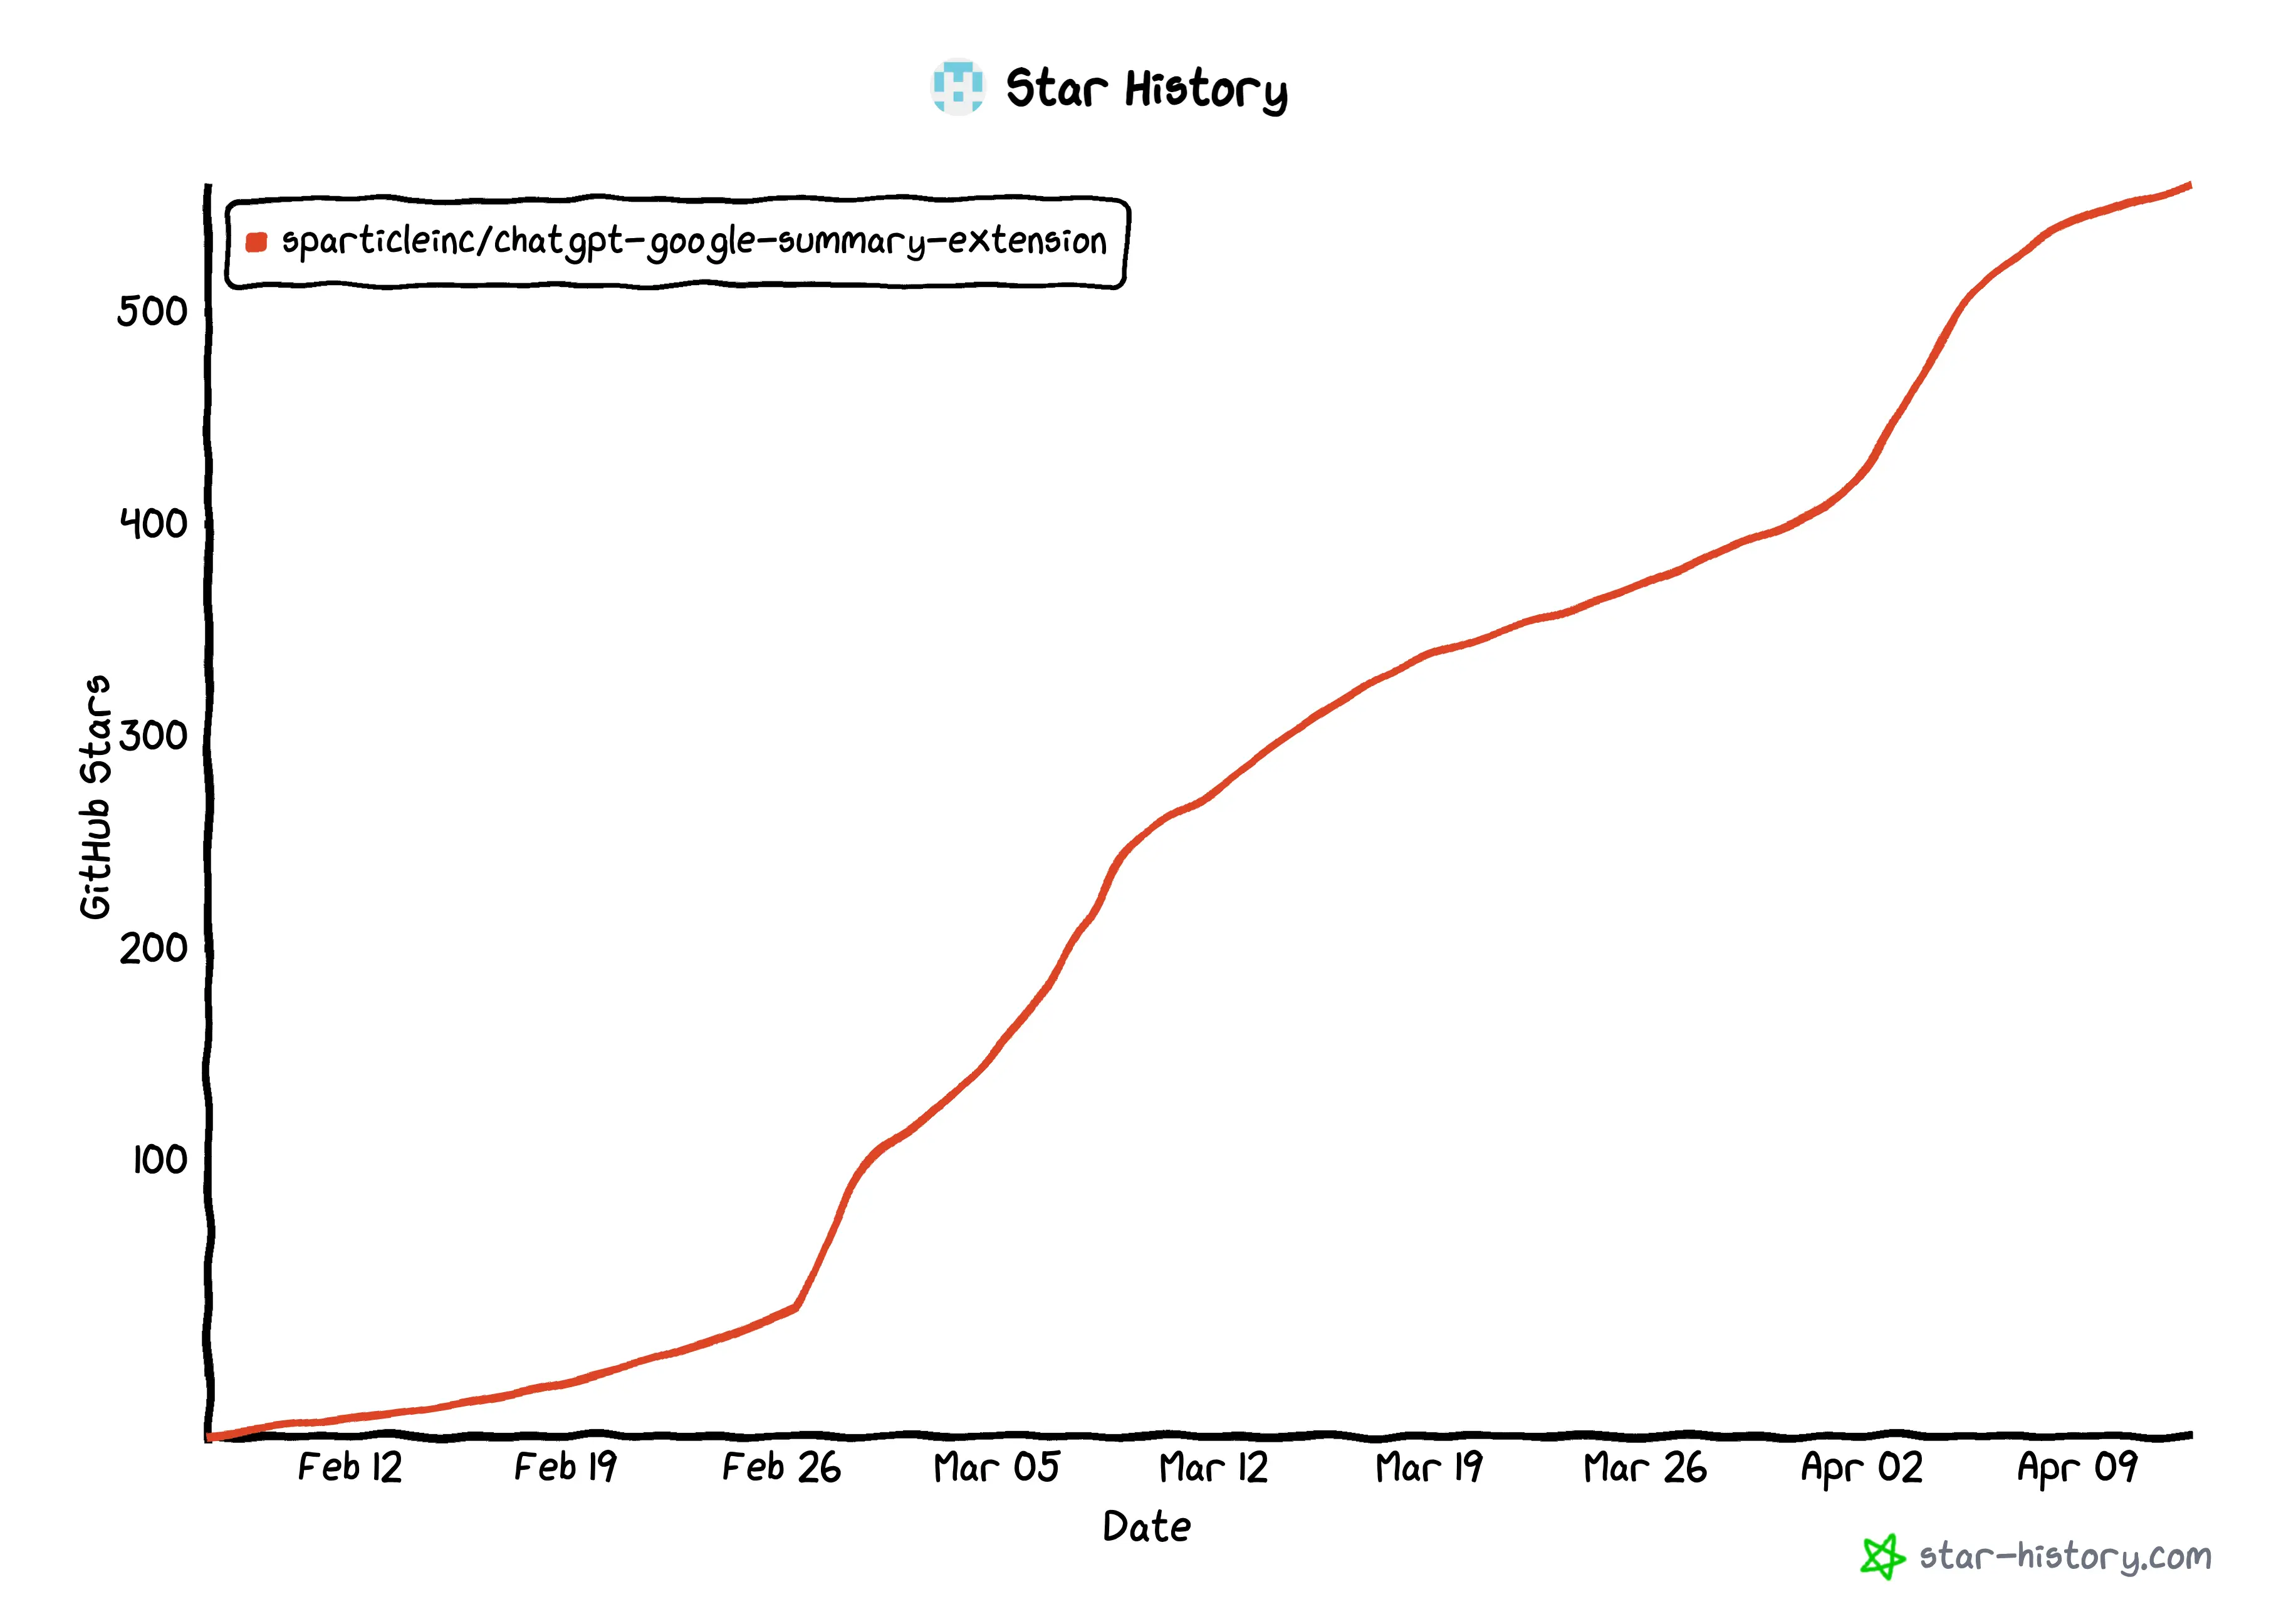 Star History
sparticleinc/chatgpt-google-summary-extension
500
400
300
200
100
GitHub Stars
Feb 12
Feb 19
Feb 26
Mar 05
Mar 12
Mar 19
Mar 26
Apr 02
Apr 09
Date
star-history.com